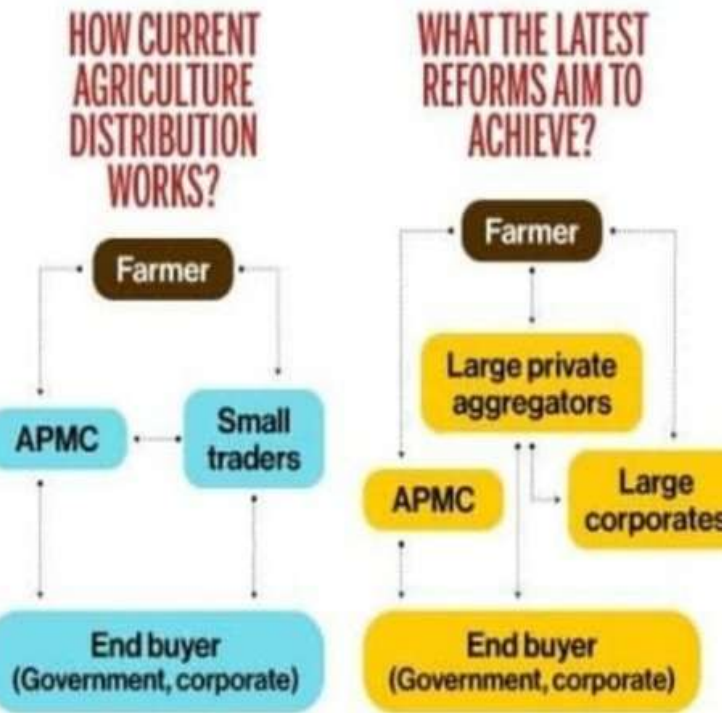 HOW CURRENT
AGRICULTURE
DISTRIBUTION
WORKS?
Farmer
APMC
Small
traders
End buyer
(Government, corporate)
WHAT THE LATEST
REFORMS AIM TO
ACHIEVE?
Farmer
Large private
aggregators
APMC
Large
corporates
End buyer
(Government, corporate)